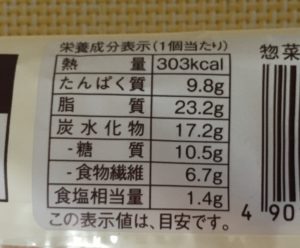 栄養成分表示(1個当たり)
熱量 303kcal
たんぱく質 9.8g
脂質 23.2g
炭水化物 17.2g
-糖質 10.5g
-食物繊維 6.7g
食塩相当量 1.4g
この表示値は、目安です。
惣菜
4 90